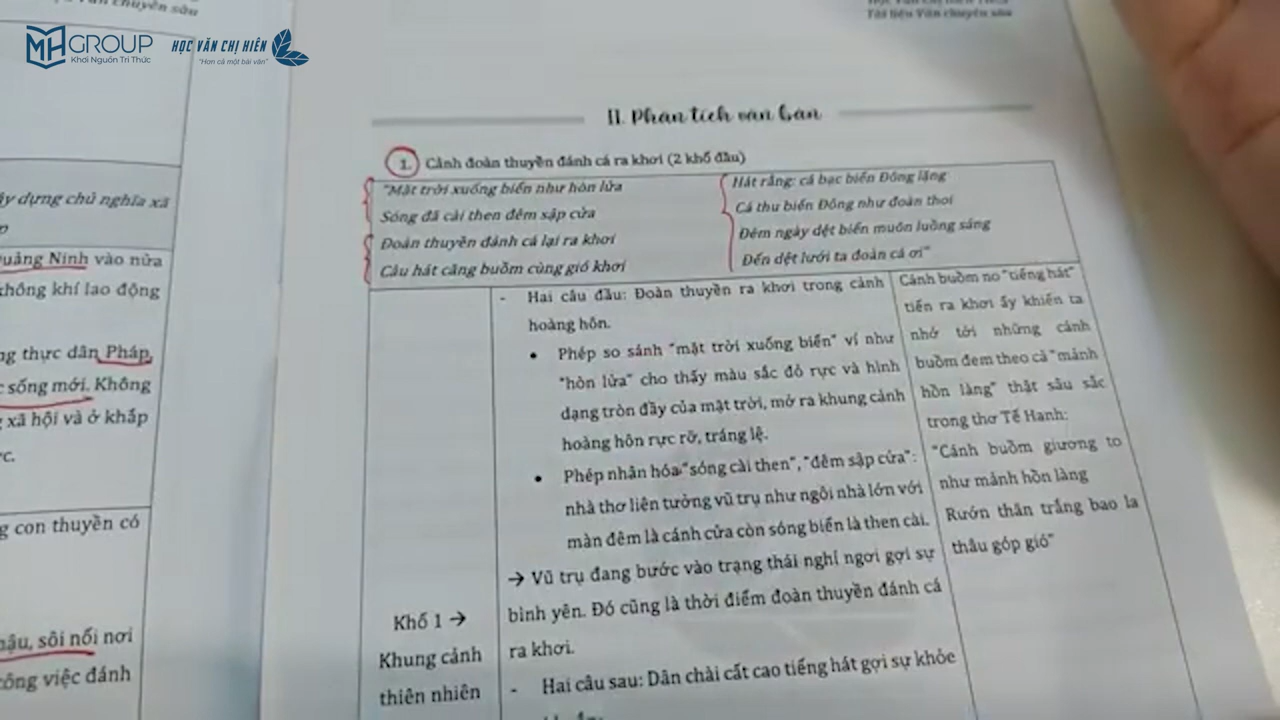 MH GROUP
Khơi Nguồn Tri Thức
HỌC VĂN CHỊ HIÊN
"Hơn cả một bài văn"
chuyên sâu
Tài liệu Văn chuyên sâu
ây dựng chủ nghĩa xã
uảng Ninh vào nửa
không khí lao động
ng thực dân Pháp,
sống mới. Không
xã hội và ở khắp
g con thuyền có
hậu, sôi nổi nơi
công việc đánh
II. Phân tích văn bản
1. Cảnh đoàn thuyền đánh cá ra khơi (2 khổ đầu)
"Mặt trời xuống biển như hòn lửa
Sóng đã cài then đêm sập cửa
Đoàn thuyền đánh cá lại ra khơi
Câu hát căng buồm cùng gió khơi
Hát rằng: cá bạc biển Đông lặng
Cá thu biển Đông như đoàn thoi
Đêm ngày dệt biển muôn luồng sáng
Đến dệt lưới ta đoàn cá ơi"
Khổ 1 →
Khung cảnh
thiên nhiên
- Hai câu đầu: Đoàn thuyền ra khơi trong cảnh
hoàng hôn.
• Phép so sánh "mặt trời xuống biển" ví như
"hòn lửa" cho thấy màu sắc đỏ rực và hình
dạng tròn đầy của mặt trời, mở ra khung cảnh
hoàng hôn rực rỡ, tráng lệ.
• Phép nhân hóa "sóng cài then", "đêm sập cửa":
nhà thơ liên tưởng vũ trụ như ngôi nhà lớn với
màn đêm là cánh cửa còn sóng biển là then cài.
→ Vũ trụ đang bước vào trạng thái nghỉ ngơi gợi sự
bình yên. Đó cũng là thời điểm đoàn thuyền đánh cá
ra khơi.
- Hai câu sau: Dân chài cất cao tiếng hát gợi sự khỏe
Cánh buồm no "tiếng hát"
tiến ra khơi ấy khiến ta
nhớ tới những cánh
buồm đem theo cả "mảnh
hồn làng" thật sâu sắc
trong thơ Tế Hanh:
"Cánh buồm giương to
như mảnh hồn làng
Rướn thân trắng bao la
thâu góp gió"